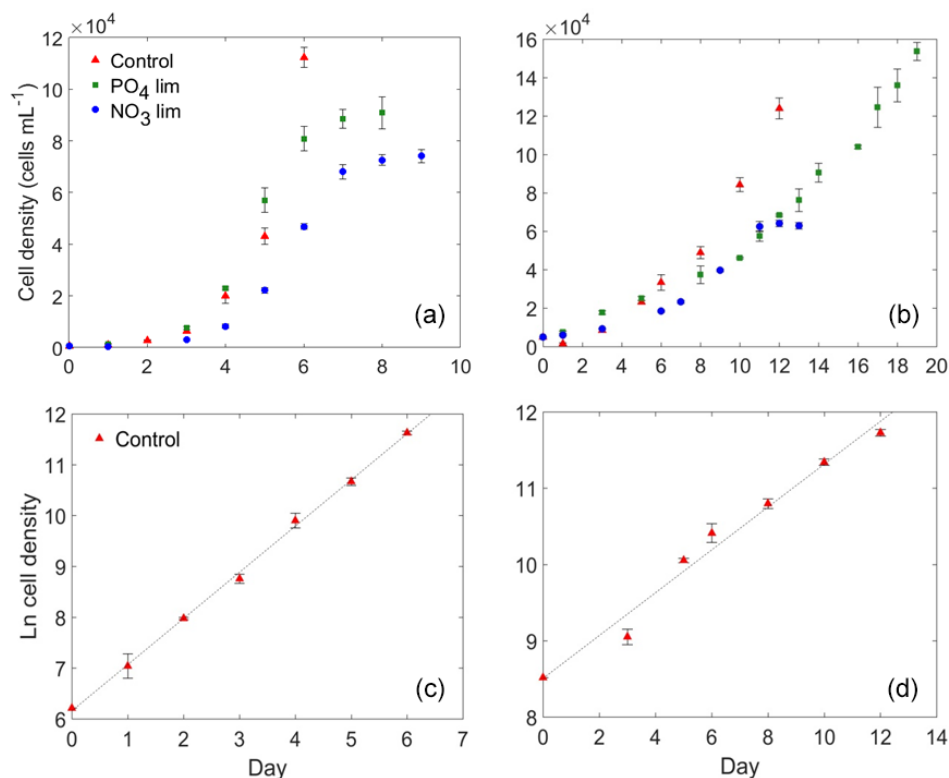 ×10⁴
12
10
8
6
4
2
0
Control
PO₄ lim
NO₃ lim
Cell density (cells mL⁻¹)
(a)
0 2 4 6 8 10
×10⁴
16
14
12
10
8
6
4
2
0
(b)
0 2 4 6 8 10 12 14 16 18 20
12
11
10
9
8
7
6
Control
Ln cell density
(c)
0 1 2 3 4 5 6 7
Day
12
11
10
9
8
(d)
0 2 4 6 8 10 12 14
Day